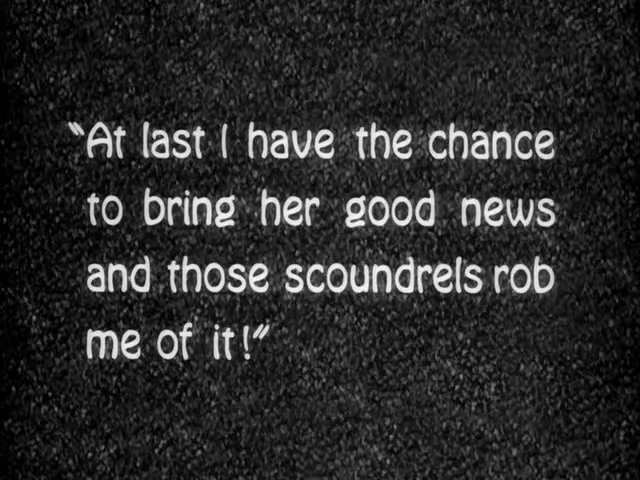 “At last I have the chance
to bring her good news
and those scoundrels rob
me of it!”